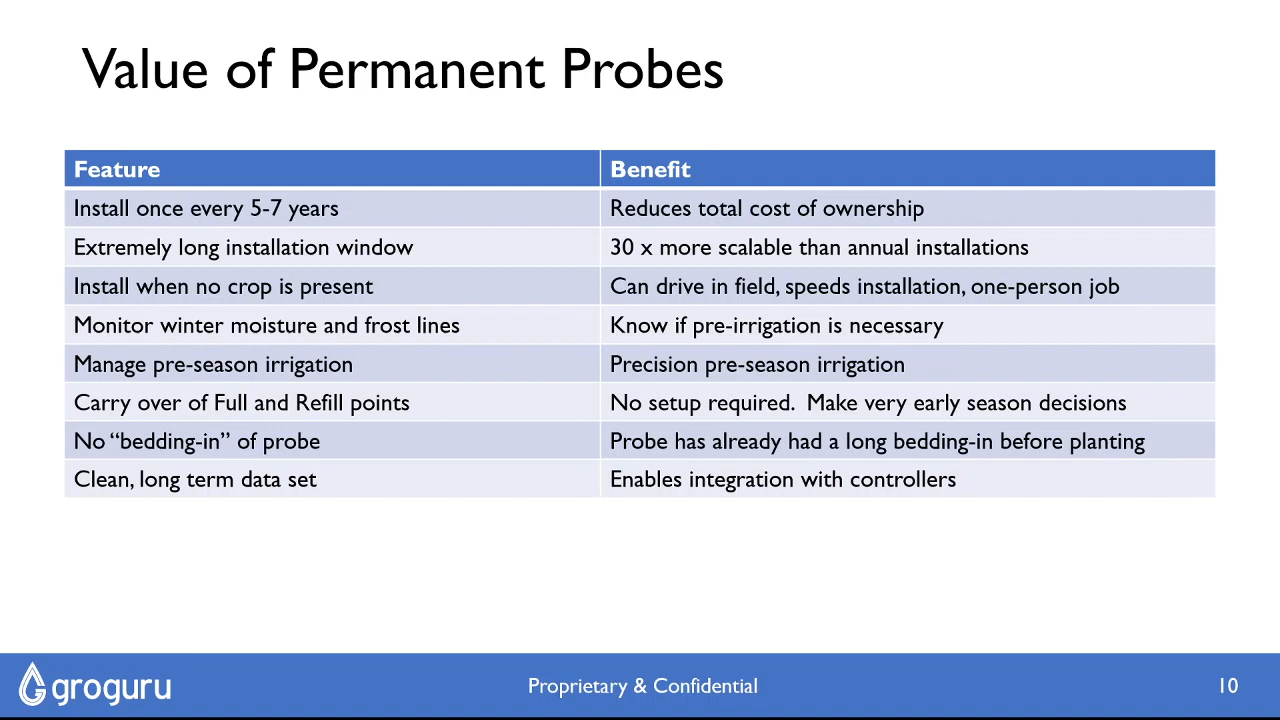 Value of Permanent Probes
Feature Benefit
Install once every 5-7 years Reduces total cost of ownership
Extremely long installation window 30 x more scalable than annual installations
Install when no crop is present Can drive in field, speeds installation, one-person job
Monitor winter moisture and frost lines Know if pre-irrigation is necessary
Manage pre-season irrigation Precision pre-season irrigation
Carry over of Full and Refill points No setup required.  Make very early season decisions
No “bedding-in” of probe Probe has already had a long bedding-in before planting
Clean, long term data set Enables integration with controllers
groguru Proprietary & Confidential 10